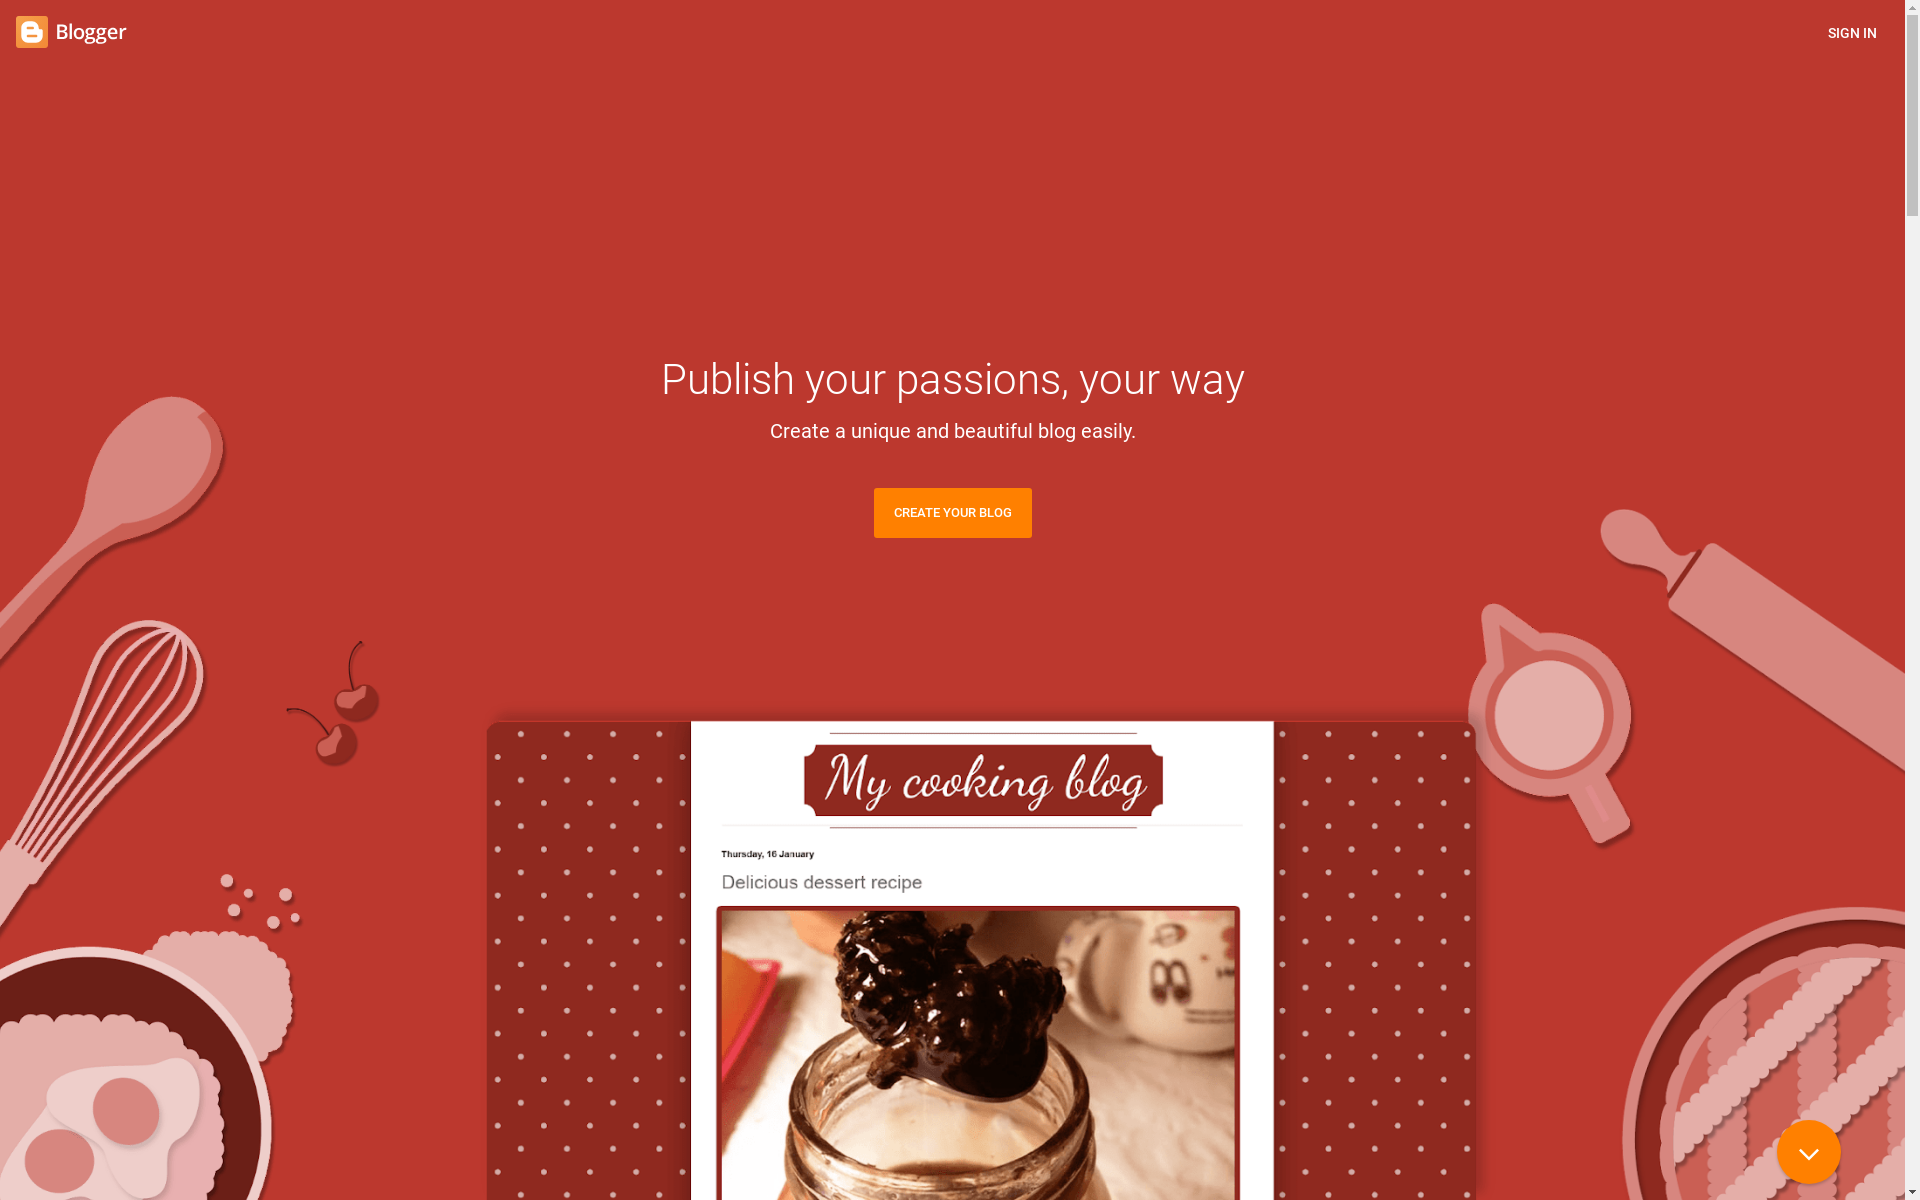 Blogger
SIGN IN
Publish your passions, your way
Create a unique and beautiful blog easily.
CREATE YOUR BLOG
My cooking blog
Thursday, 16 January
Delicious dessert recipe